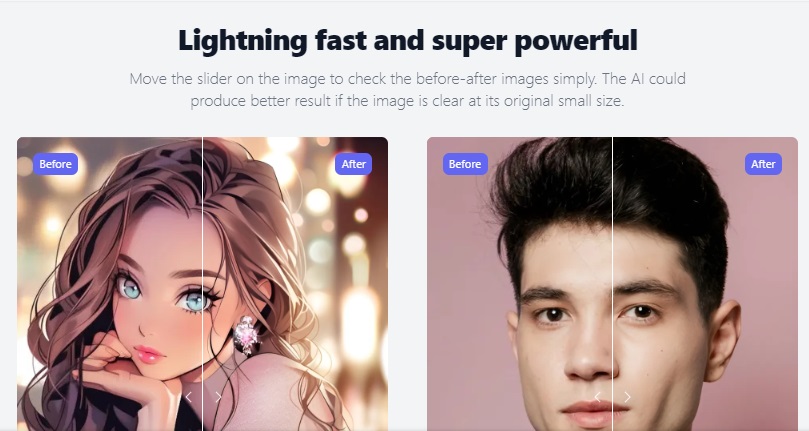 Lightning fast and super powerful
Move the slider on the image to check the before-after images simply. The AI could
produce better result if the image is clear at its original small size.
Before
After
Before
After